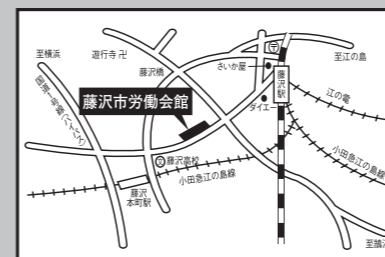 至横浜
遊行寺 卍
藤沢橋
国道1号線(バイパス)
〒
さいか屋
至江の島
藤沢駅
ダイエー
江の電
藤沢市労働会館
文 藤沢高校
小田急江の島線
小田急江の島線
藤沢
本町駅